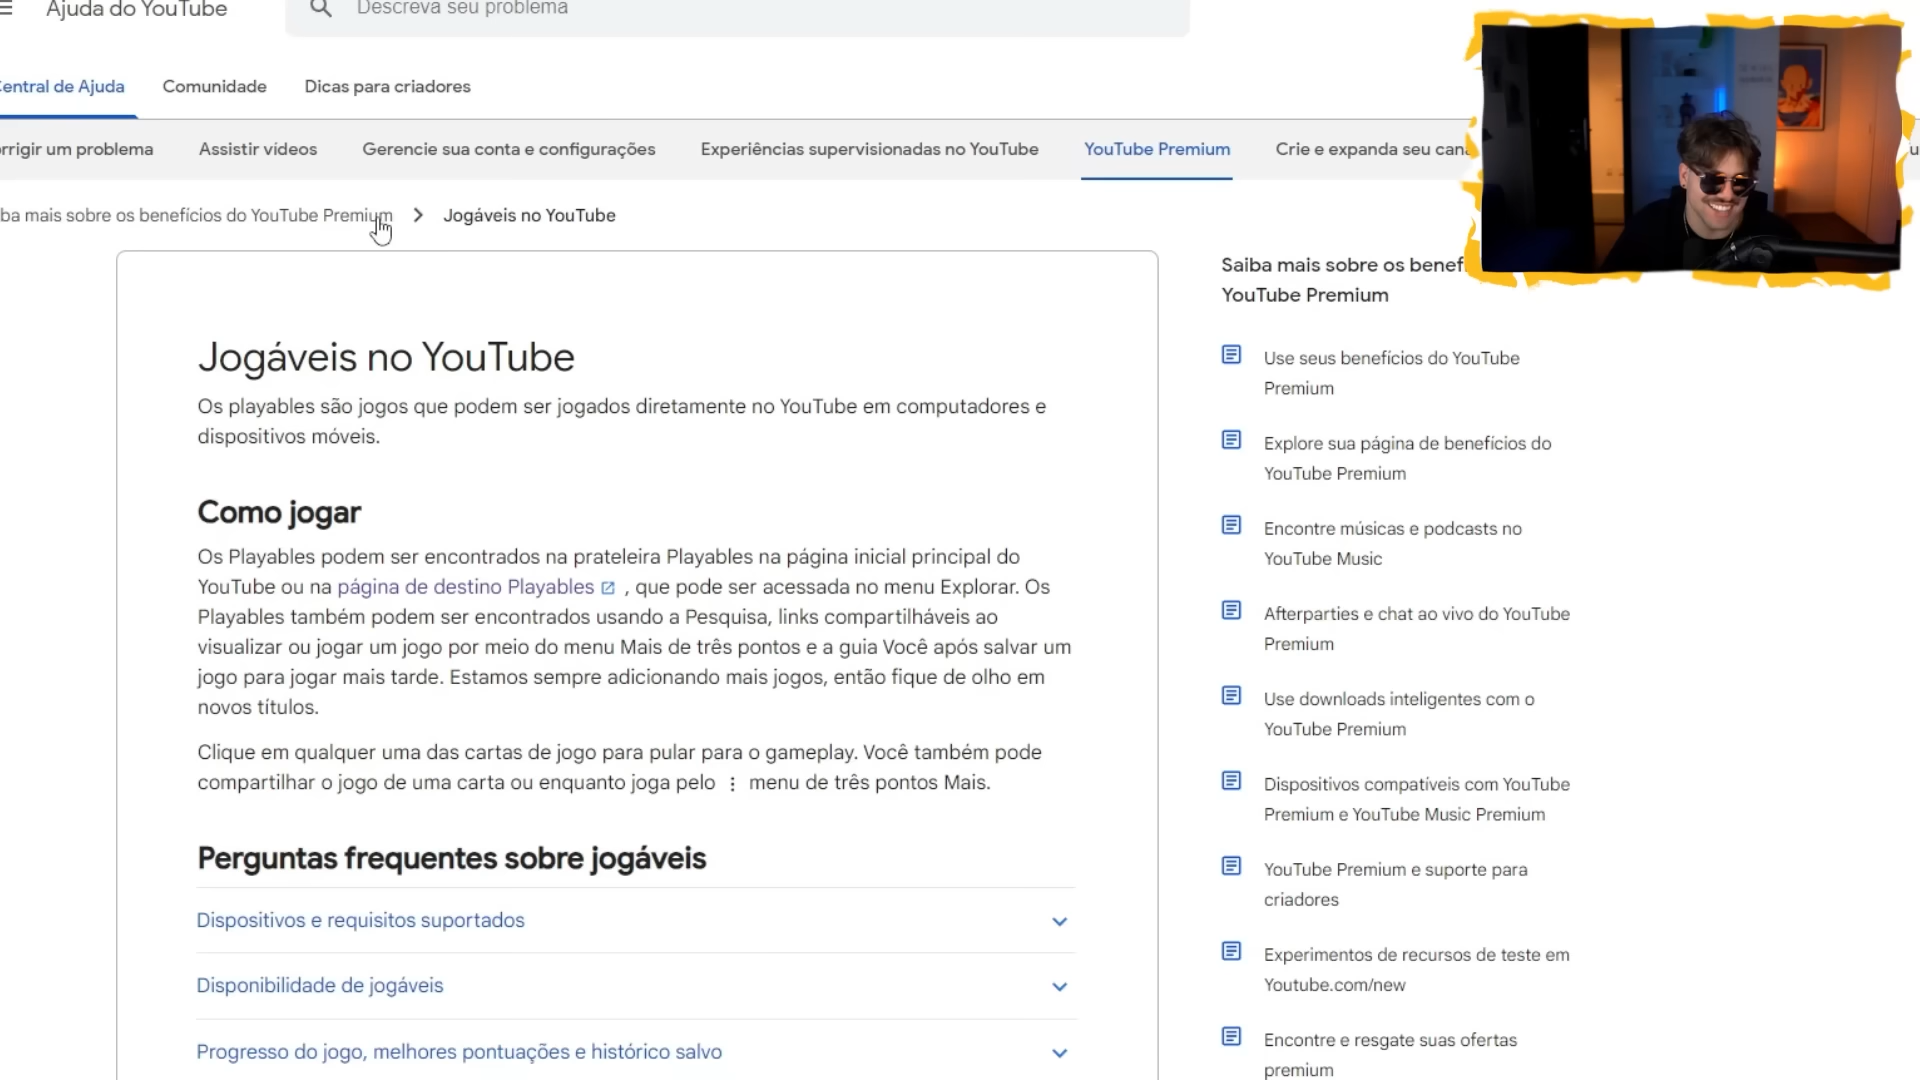 Ajuda do YouTube
Descreva seu problema
Central de Ajuda
Comunidade
Dicas para criadores
rrigir um problema
Assistir vídeos
Gerencie sua conta e configurações
Experiências supervisionadas no YouTube
YouTube Premium
Crie e expanda seu cana
ba mais sobre os benefícios do YouTube Premium
Jogáveis no YouTube
Jogáveis no YouTube
Os playables são jogos que podem ser jogados diretamente no YouTube em computadores e
dispositivos móveis.
Como jogar
Os Playables podem ser encontrados na prateleira Playables na página inicial principal do
YouTube ou na página de destino Playables , que pode ser acessada no menu Explorar. Os
Playables também podem ser encontrados usando a Pesquisa, links compartilháveis ao
visualizar ou jogar um jogo por meio do menu Mais de três pontos e a guia Você após salvar um
jogo para jogar mais tarde. Estamos sempre adicionando mais jogos, então fique de olho em
novos títulos.
Clique em qualquer uma das cartas de jogo para pular para o gameplay. Você também pode
compartilhar o jogo de uma carta ou enquanto joga pelo ⋮ menu de três pontos Mais.
Perguntas frequentes sobre jogáveis
Dispositivos e requisitos suportados
Disponibilidade de jogáveis
Progresso do jogo, melhores pontuações e histórico salvo
Saiba mais sobre os benef
YouTube Premium
Use seus benefícios do YouTube
Premium
Explore sua página de benefícios do
YouTube Premium
Encontre músicas e podcasts no
YouTube Music
Afterparties e chat ao vivo do YouTube
Premium
Use downloads inteligentes com o
YouTube Premium
Dispositivos compatíveis com YouTube
Premium e YouTube Music Premium
YouTube Premium e suporte para
criadores
Experimentos de recursos de teste em
Youtube.com/new
Encontre e resgate suas ofertas
premium